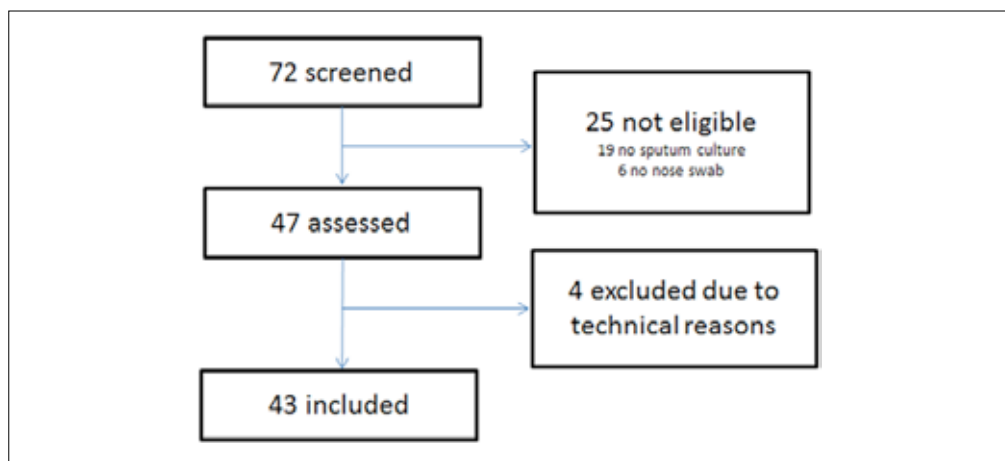 72 screened
25 not eligible
19 no sputum culture
6 no nose swab
47 assessed
4 excluded due to
technical reasons
43 included